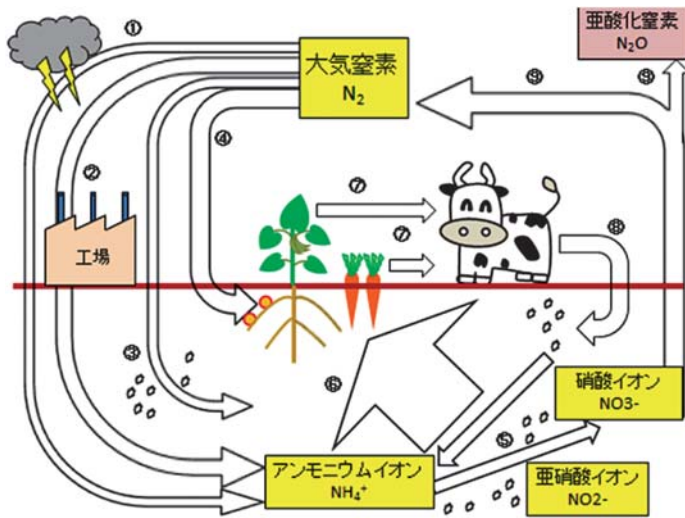 ①
大気窒素
N₂
⑨
⑨
亜酸化窒素
N₂O
②
④
⑦
⑦
⑧
工場
③
⑥
硝酸イオン
NO3-
⑤
アンモニウムイオン
NH₄⁺
亜硝酸イオン
NO2-